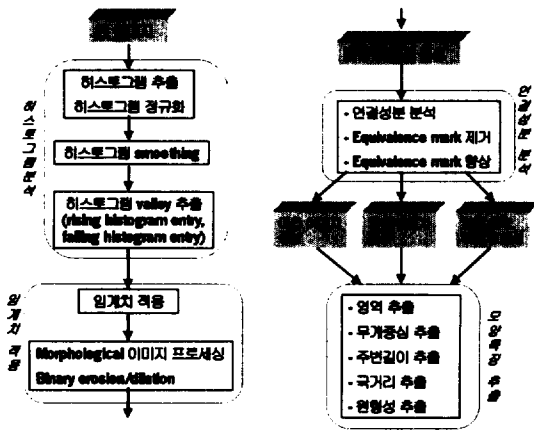 히스토그램 추출
히스토그램 정규화
히스토그램 smoothing
히스토그램 valley 추출
(rising histogram entry,
falling histogram entry)
히스토그램분석
임계치 적용
Morphological 이미지 프로세싱
Binary erosion/dilation
임계치 적용
- 연결성분 분석
- Equivalence mark 제거
- Equivalence mark 향상
연결성분 분석
- 영역 추출
- 무게중심 추출
- 주변길이 추출
- 극거리 추출
- 원형성 추출
모양특징 추출